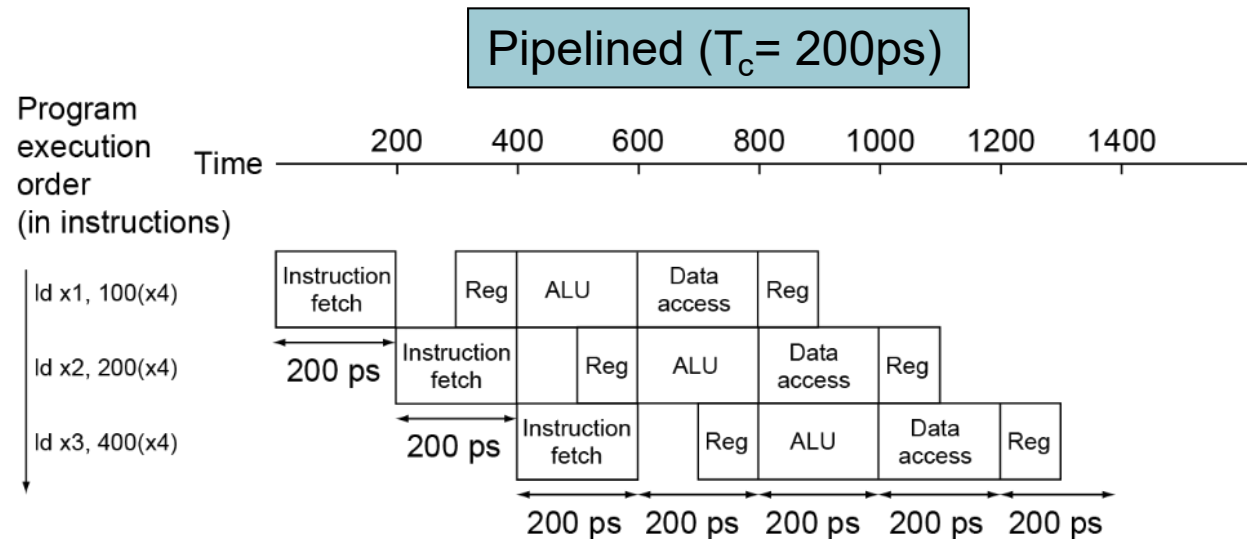 Pipelined (Tc= 200ps)
Program
execution
order
(in instructions)
Time
200 400 600 800 1000 1200 1400
ld x1, 100(x4)
Instruction
fetch
Reg
ALU
Data
access
Reg
200 ps
ld x2, 200(x4)
Instruction
fetch
Reg
ALU
Data
access
Reg
200 ps
ld x3, 400(x4)
Instruction
fetch
Reg
ALU
Data
access
Reg
200 ps 200 ps 200 ps 200 ps 200 ps